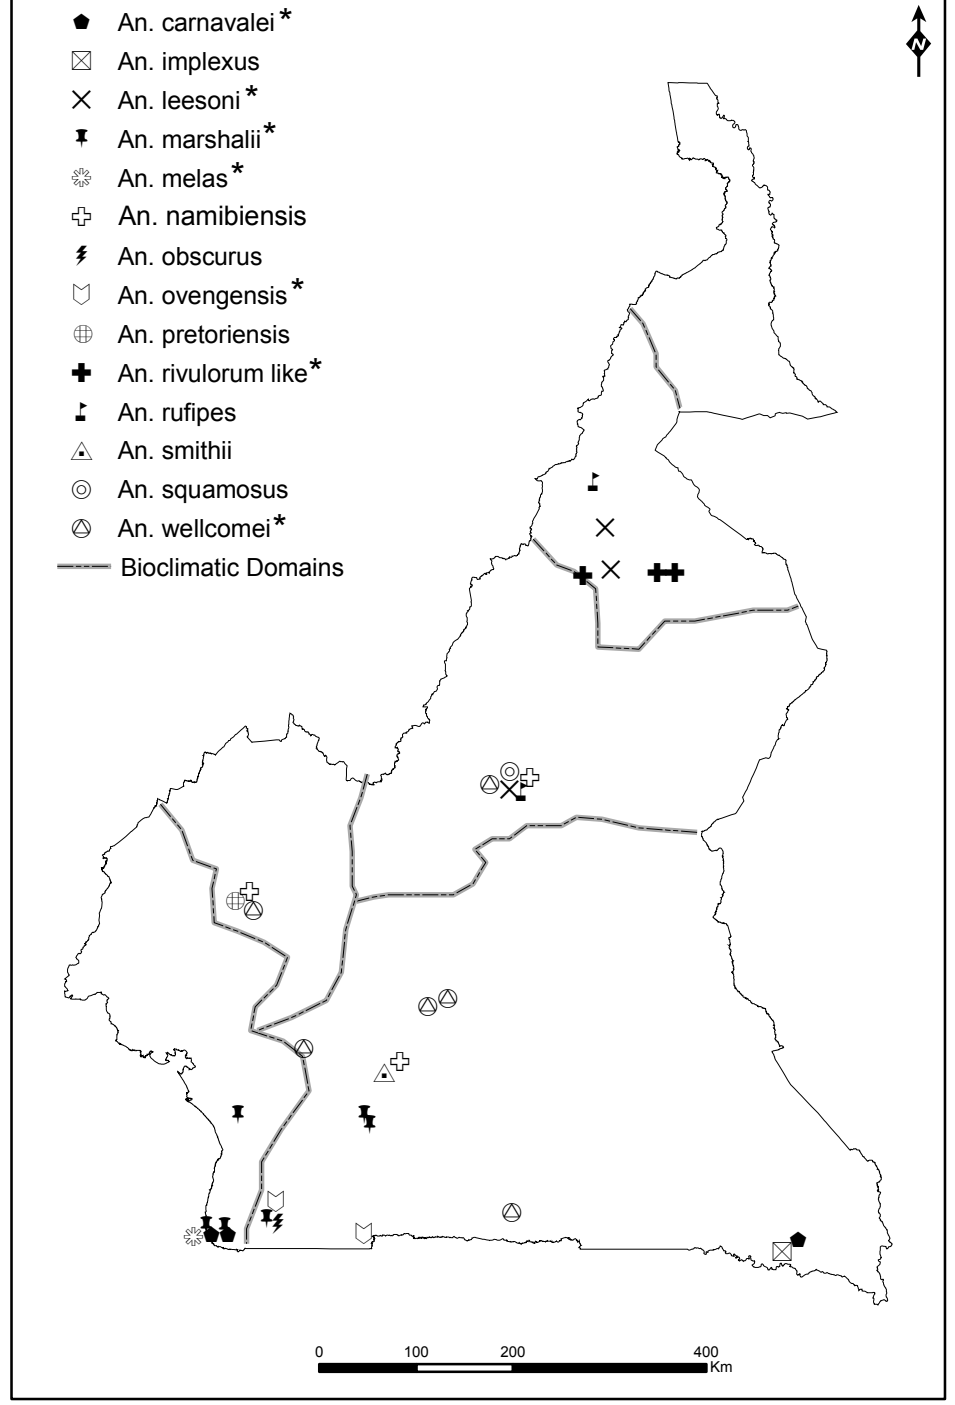 An. carnavalei*
N
An. implexus
An. leesoni*
An. marshalii*
An. melas*
An. namibiensis
An. obscurus
An. ovengensis*
An. pretoriensis
An. rivulorum like*
An. rufipes
An. smithii
An. squamosus
An. wellcomei*
Bioclimatic Domains
0 100 200 400
Km